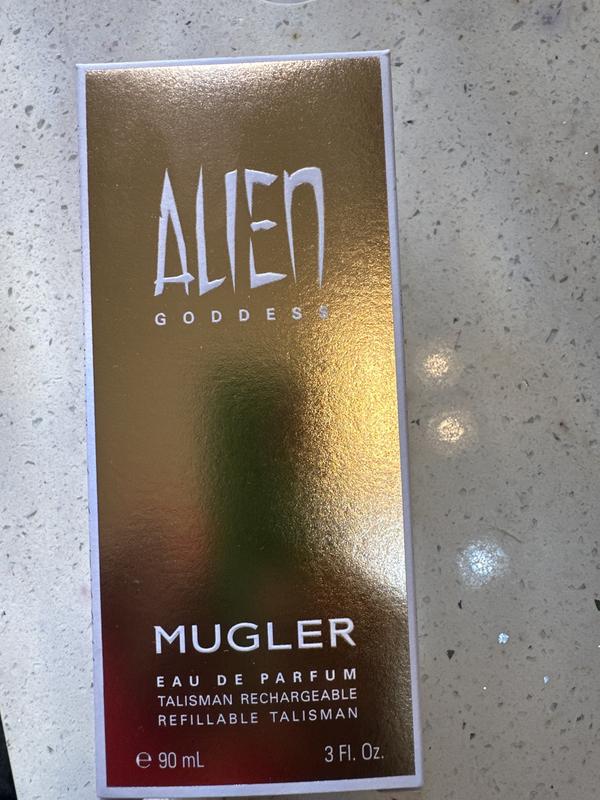 ALIEN
GODDESS
MUGLER
EAU DE PARFUM
TALISMAN RECHARGEABLE
REFILLABLE TALISMAN
℮ 90 mL 3 Fl. Oz.